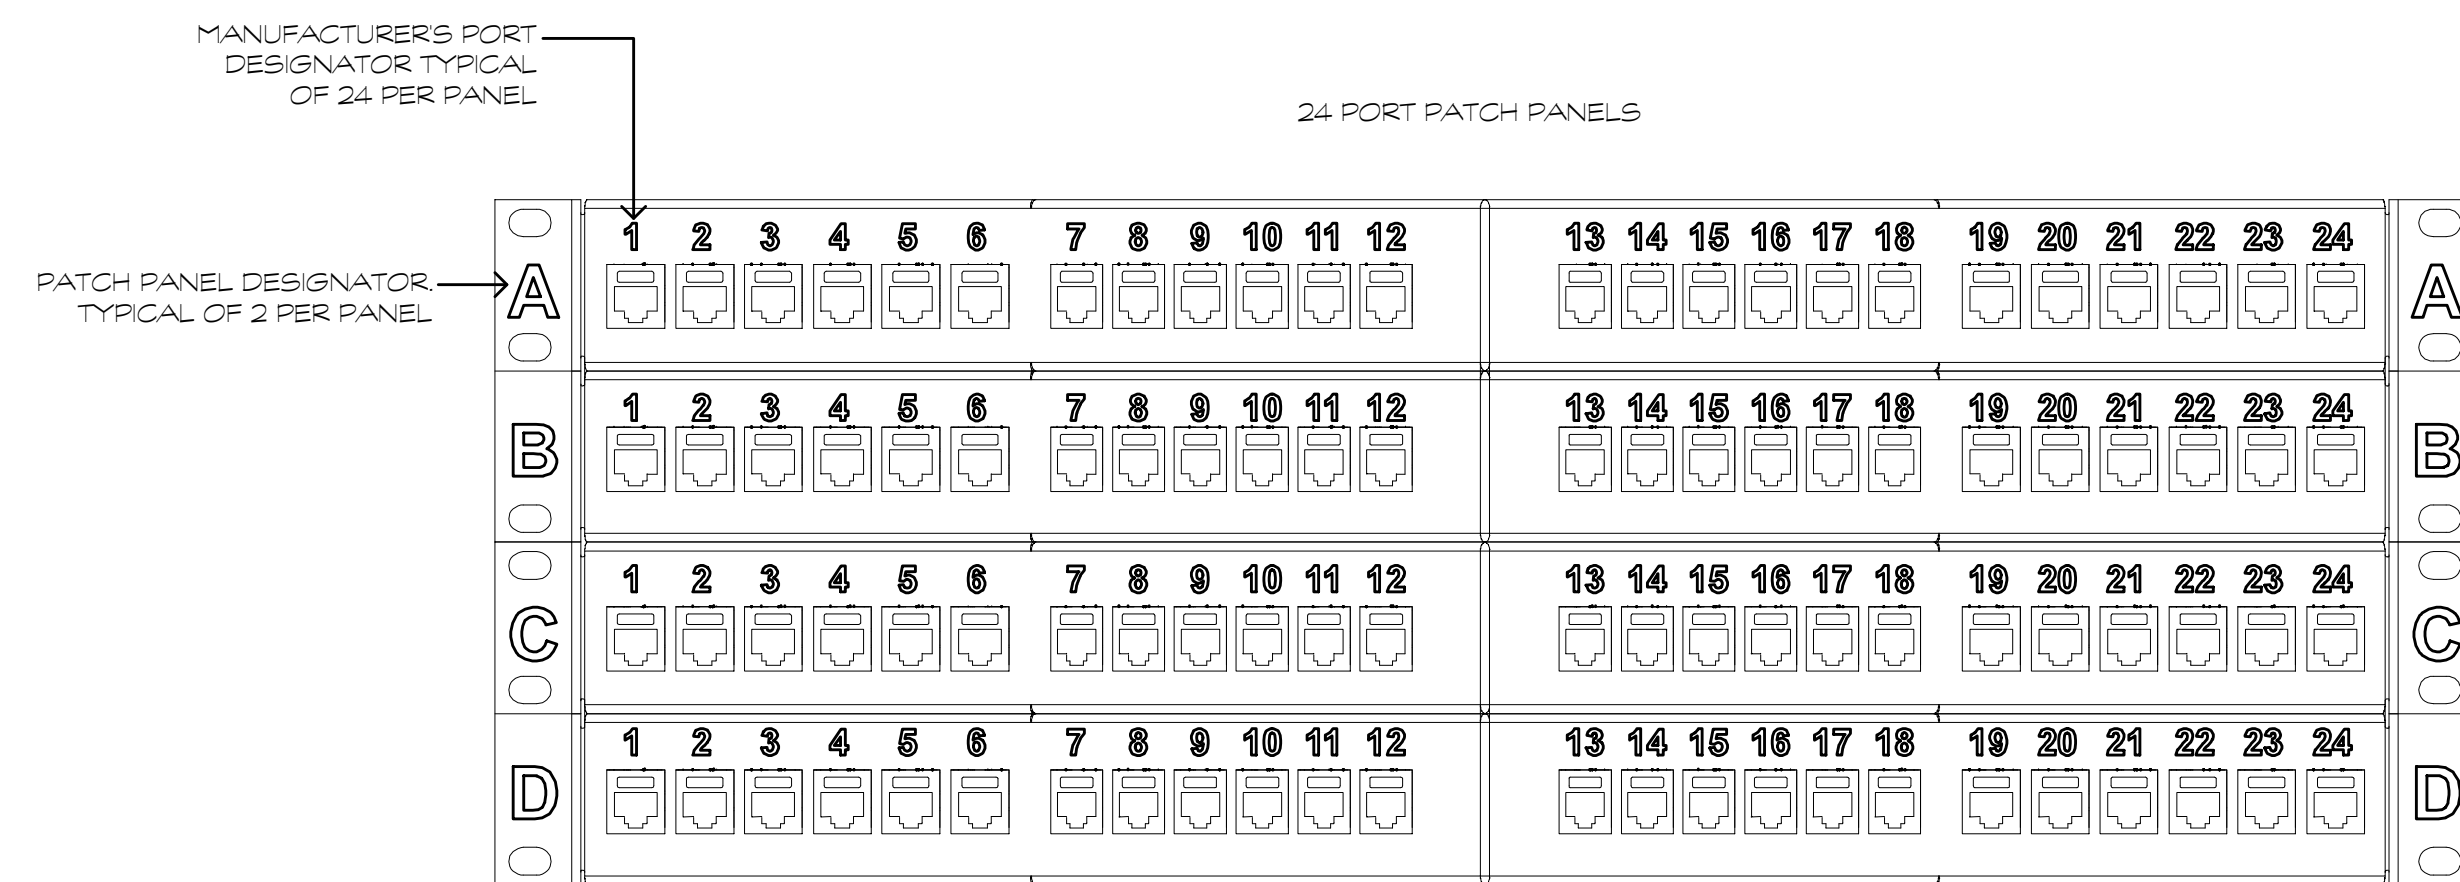 MANUFACTURER'S PORT
DESIGNATOR TYPICAL
OF 24 PER PANEL
24 PORT PATCH PANELS
PATCH PANEL DESIGNATOR.
TYPICAL OF 2 PER PANEL
1 2 3 4 5 6 7 8 9 10 11 12 13 14 15 16 17 18 19 20 21 22 23 24
A A
1 2 3 4 5 6 7 8 9 10 11 12 13 14 15 16 17 18 19 20 21 22 23 24
B B
1 2 3 4 5 6 7 8 9 10 11 12 13 14 15 16 17 18 19 20 21 22 23 24
C C
1 2 3 4 5 6 7 8 9 10 11 12 13 14 15 16 17 18 19 20 21 22 23 24
D D